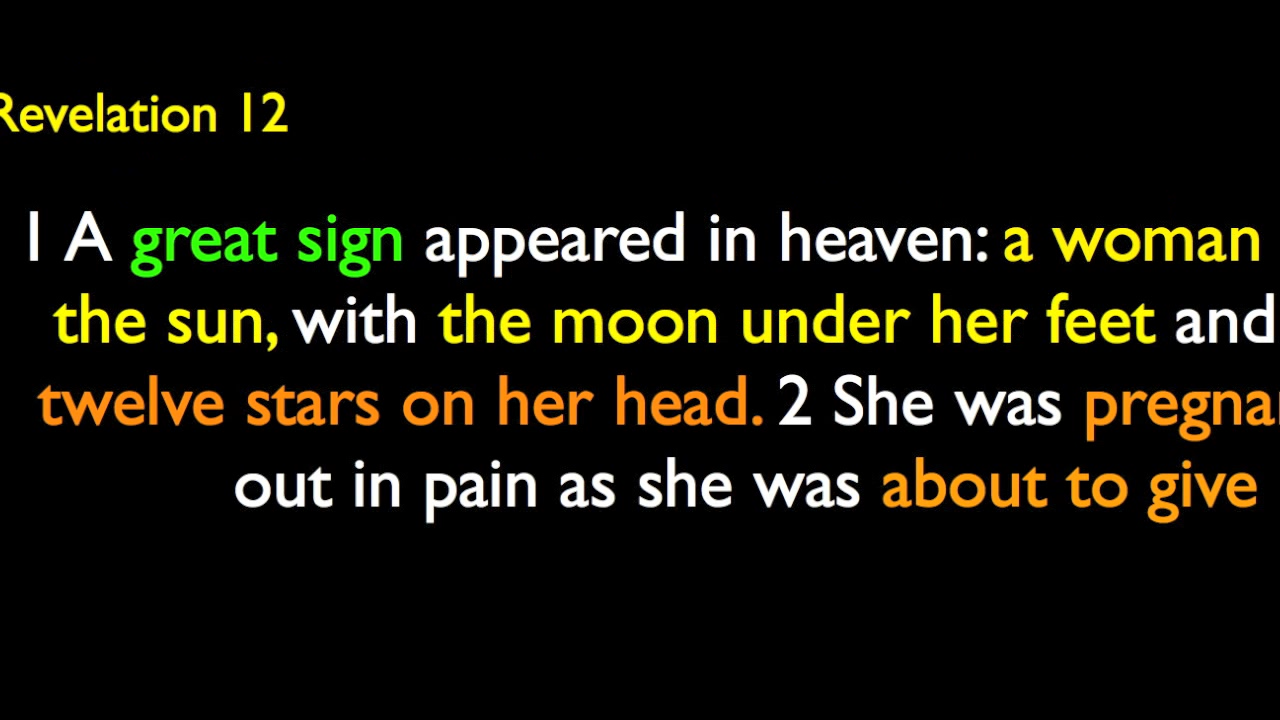 Revelation 12
1 A great sign appeared in heaven: a woman
the sun, with the moon under her feet and
twelve stars on her head. 2 She was pregna
out in pain as she was about to give